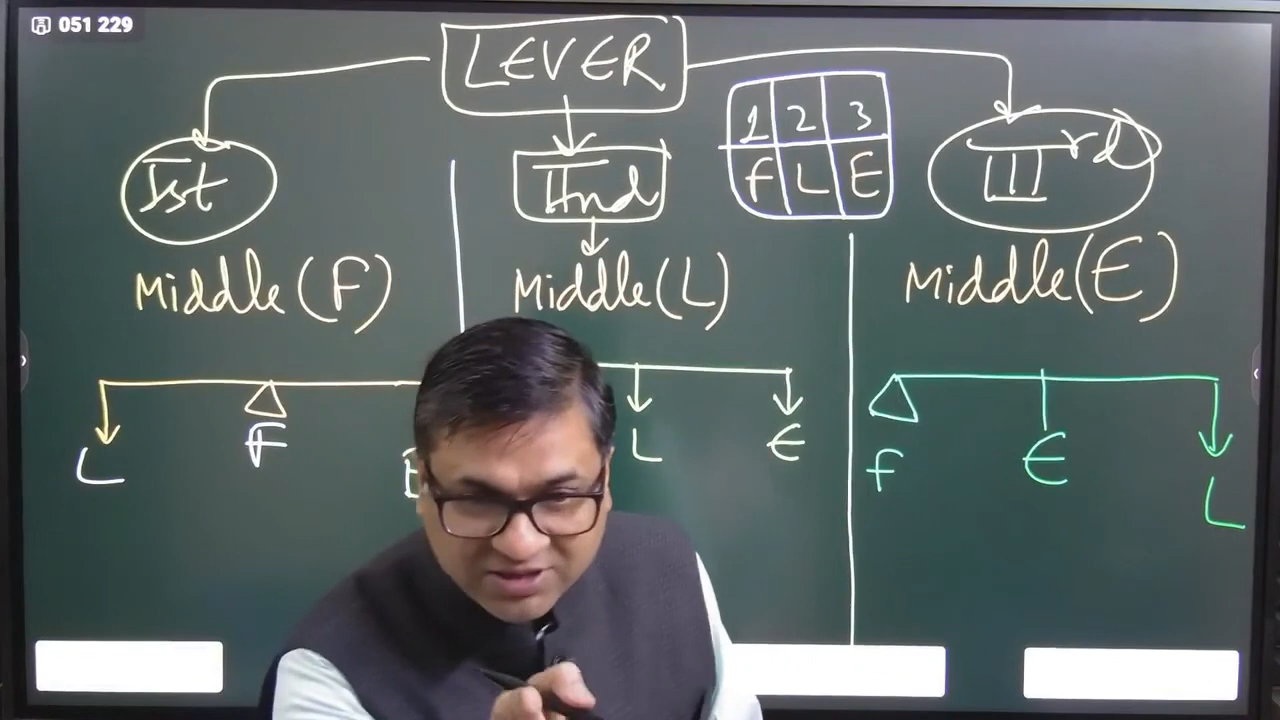 051 229
LEVER
1 2 3
F L E
Ist
IInd
IIIrd
Middle(F)
Middle(L)
Middle(E)
L F E
L E
F E L